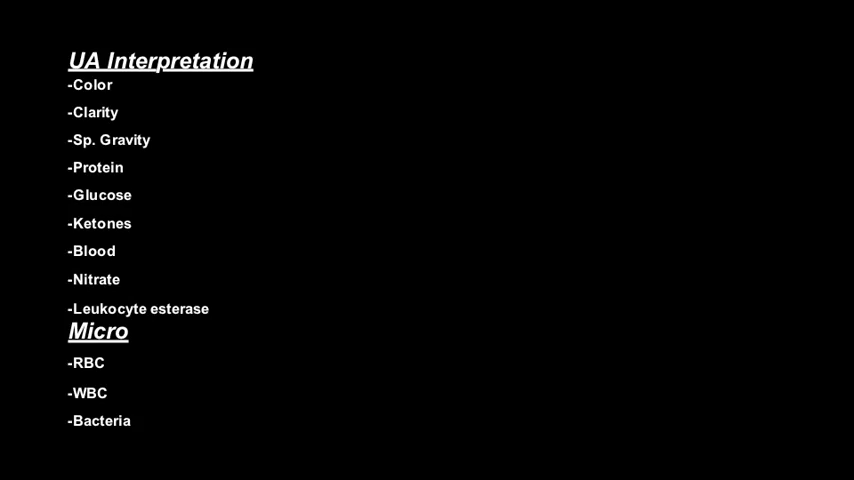 UA Interpretation
-Color
-Clarity
-Sp. Gravity
-Protein
-Glucose
-Ketones
-Blood
-Nitrate
-Leukocyte esterase
Micro
-RBC
-WBC
-Bacteria